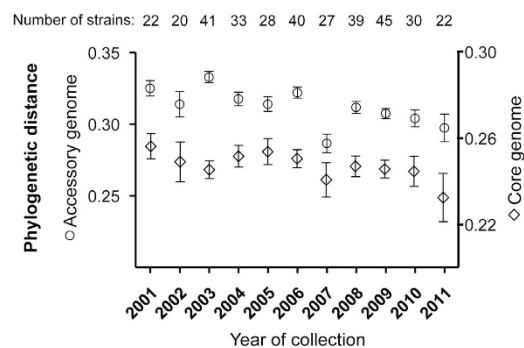 Number of strains: 22 20 41 33 28 40 27 39 45 30 22
Phylogenetic distance
Accessory genome
0.35
0.30
0.25
0.30
0.26
0.22
Core genome
2001 2002 2003 2004 2005 2006 2007 2008 2009 2010 2011
Year of collection